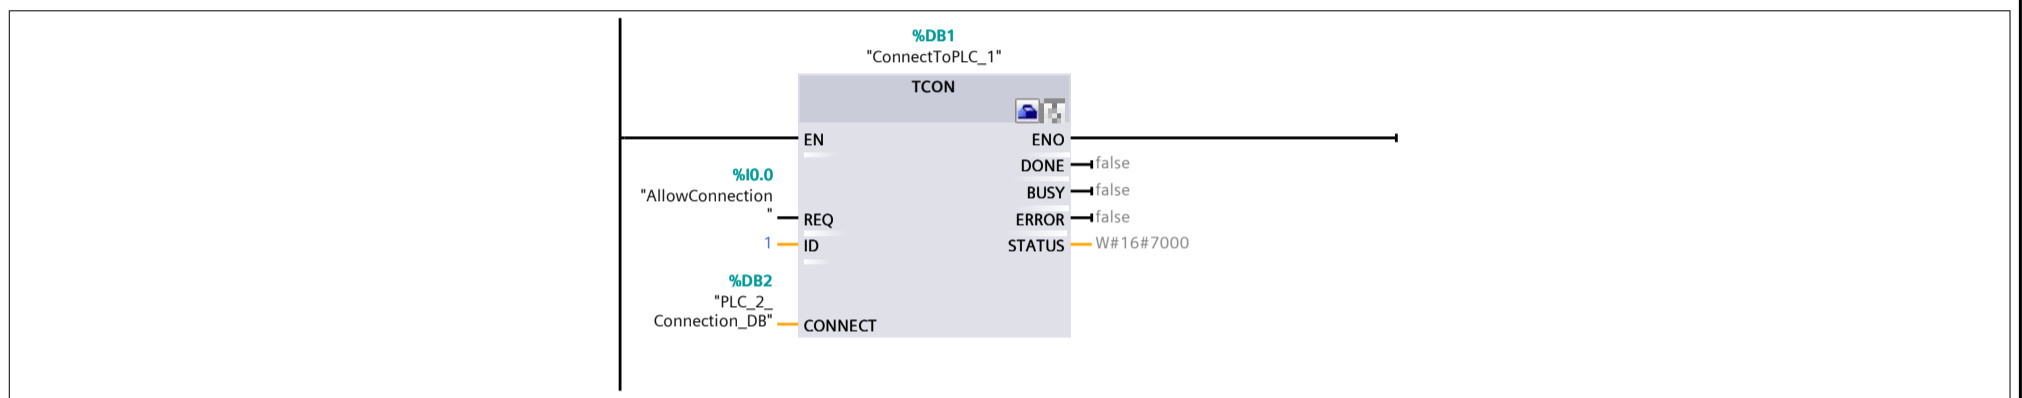 %DB1
"ConnectToPLC_1"
TCON
EN
ENO
DONE
false
%I0.0
"AllowConnection
"
BUSY
false
REQ
ERROR
false
1
ID
STATUS
W#16#7000
%DB2
"PLC_2_
Connection_DB"
CONNECT